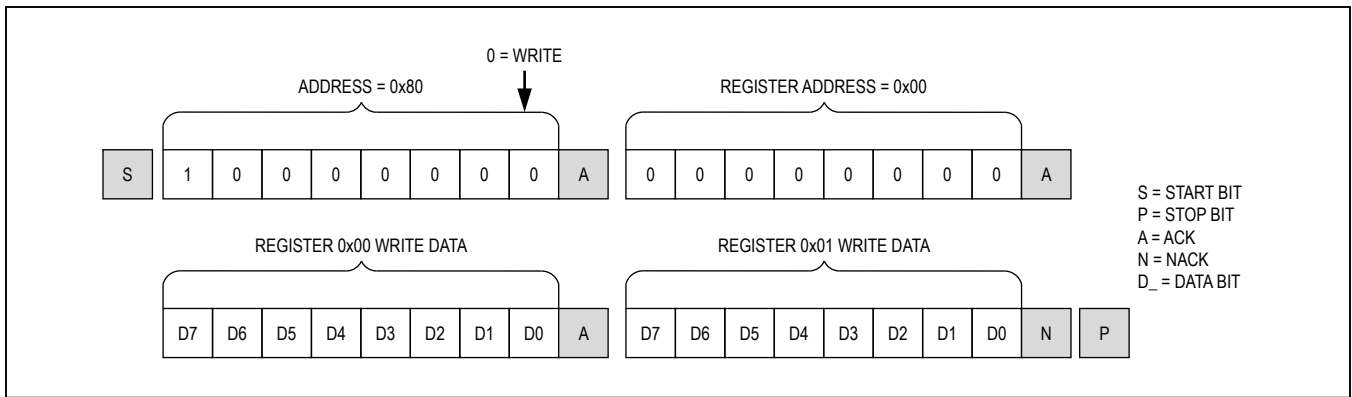 0 = WRITE
ADDRESS = 0x80
REGISTER ADDRESS = 0x00
S 1 0 0 0 0 0 0 0 A 0 0 0 0 0 0 0 0 A
REGISTER 0x00 WRITE DATA
REGISTER 0x01 WRITE DATA
D7 D6 D5 D4 D3 D2 D1 D0 A D7 D6 D5 D4 D3 D2 D1 D0 N P
S = START BIT
P = STOP BIT
A = ACK
N = NACK
D_ = DATA BIT